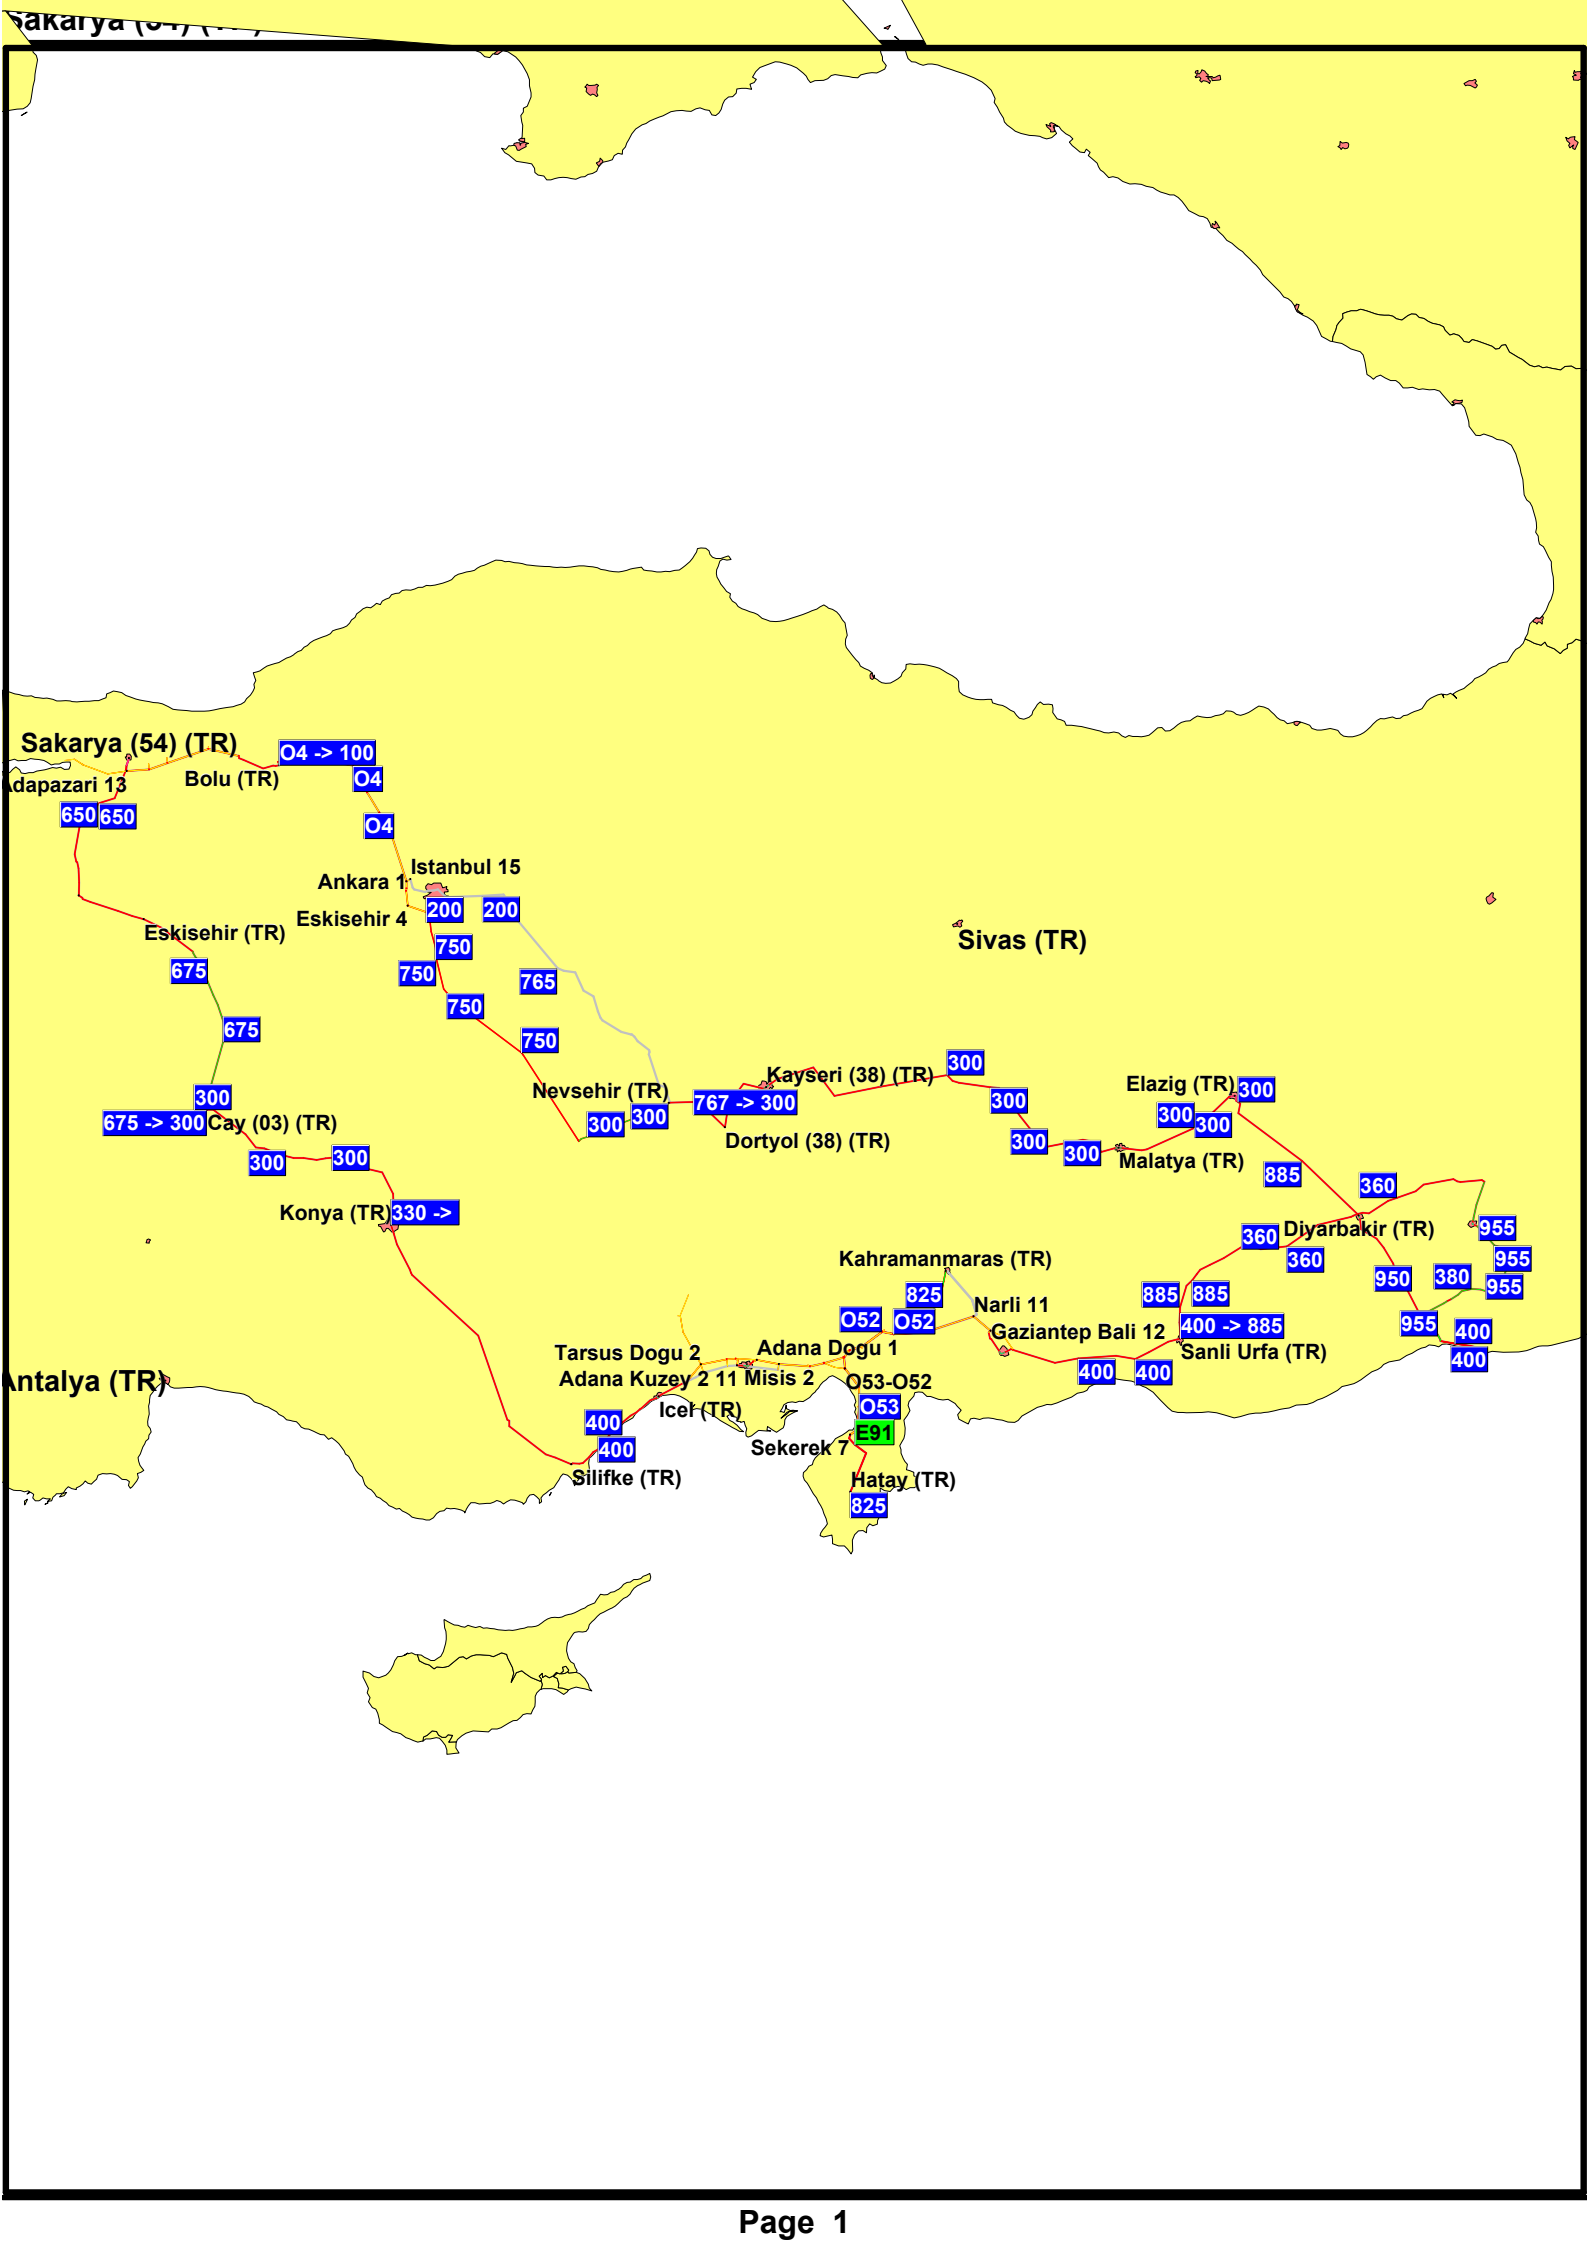 Sakarya (54) (TR)
Sakarya (54) (TR)
O4 -> 100
Bolu (TR)
O4
dapazari 13
650
650
O4
Istanbul 15
Ankara 1
200
200
Eskisehir 4
Eskisehir (TR)
Sivas (TR)
750
675
750
765
750
675
750
300
Kayseri (38) (TR)
Elazig (TR)
300
Nevsehir (TR)
300
767 -> 300
300
300
300
675 -> 300
Cay (03) (TR)
300
300
300
Dortyol (38) (TR)
300
300
300
300
Malatya (TR)
885
360
Konya (TR)
330 ->
Diyarbakir (TR)
955
360
Kahramanmaras (TR)
360
955
950
380
955
825
885
885
Narli 11
O52
O52
955
400 -> 885
Gaziantep Bali 12
400
Tarsus Dogu 2
Adana Dogu 1
Sanli Urfa (TR)
400
Antalya (TR)
Adana Kuzey 2 11
Misis 2
O53-O52
400
400
Icel (TR)
O53
400
E91
400
Sekerek 7
Silifke (TR)
Hatay (TR)
825
Page 1